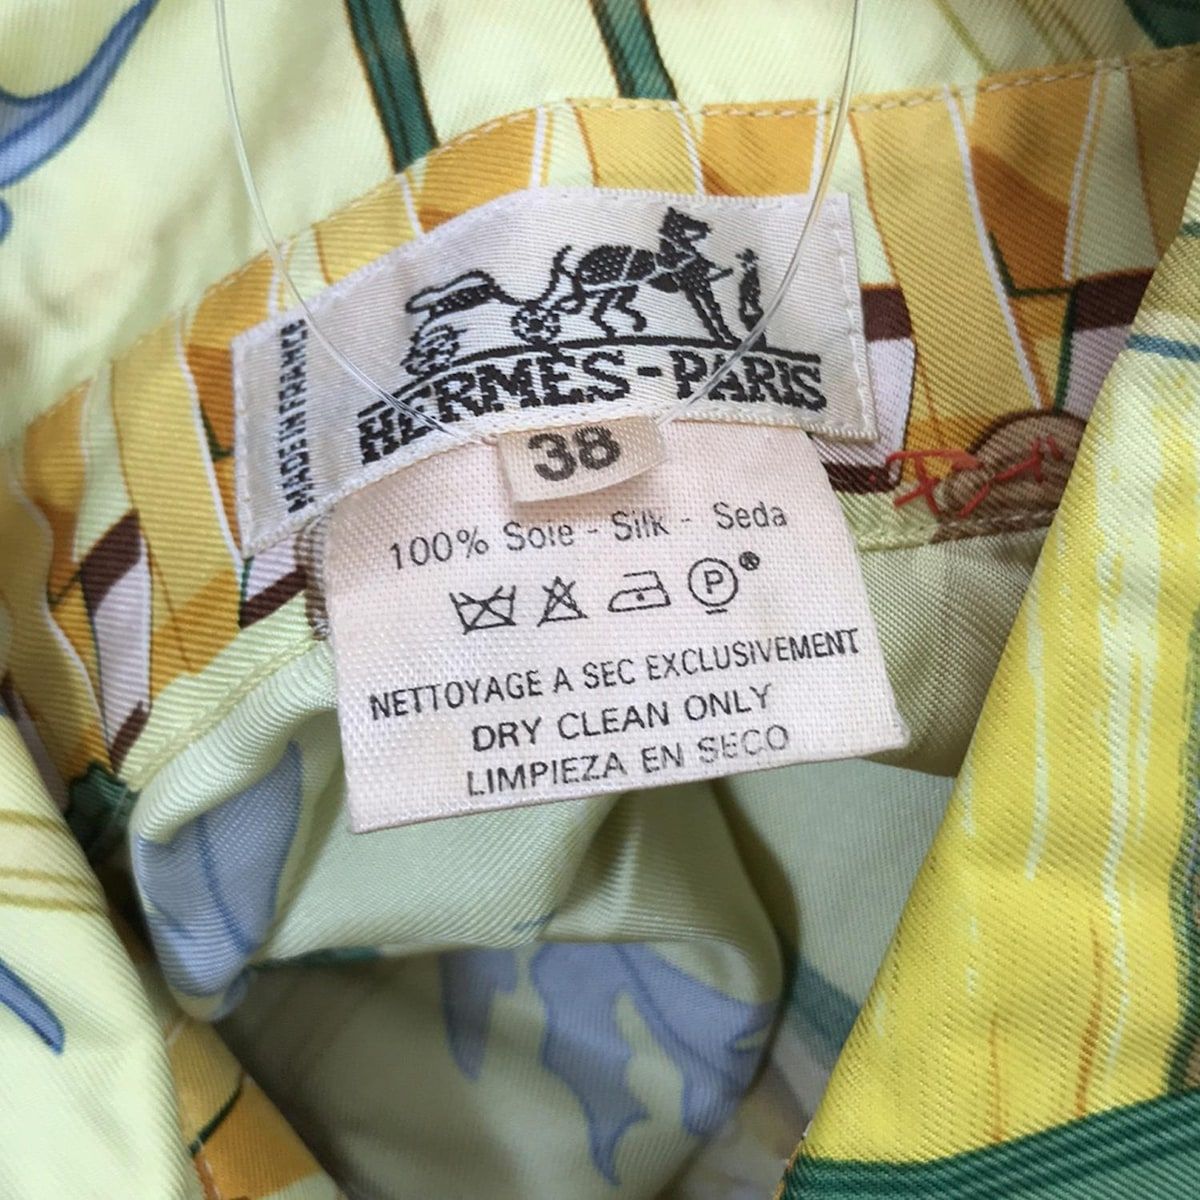 MADE IN FRANCE
HERMES-PARIS
38
100% Soie - Silk - Seda
P®
NETTOYAGE A SEC EXCLUSIVEMENT
DRY CLEAN ONLY
LIMPIEZA EN SECO